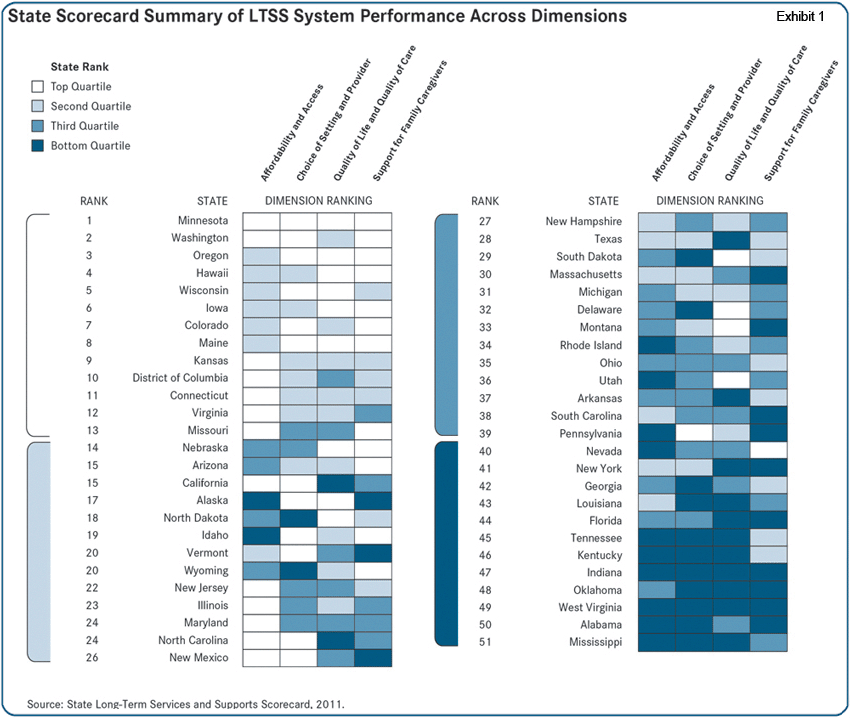 State Scorecard Summary of LTSS System Performance Across Dimensions
Exhibit 1
State Rank
Top Quartile
Second Quartile
Third Quartile
Bottom Quartile
Affordability and Access
Choice of Setting and Provider
Quality of Life and Quality of Care
Support for Family Caregivers
RANK STATE DIMENSION RANKING
1 Minnesota
2 Washington
3 Oregon
4 Hawaii
5 Wisconsin
6 Iowa
7 Colorado
8 Maine
9 Kansas
10 District of Columbia
11 Connecticut
12 Virginia
13 Missouri
14 Nebraska
15 Arizona
15 California
17 Alaska
18 North Dakota
19 Idaho
20 Vermont
20 Wyoming
22 New Jersey
23 Illinois
24 Maryland
24 North Carolina
26 New Mexico
Affordability and Access
Choice of Setting and Provider
Quality of Life and Quality of Care
Support for Family Caregivers
RANK STATE DIMENSION RANKING
27 New Hampshire
28 Texas
29 South Dakota
30 Massachusetts
31 Michigan
32 Delaware
33 Montana
34 Rhode Island
35 Ohio
36 Utah
37 Arkansas
38 South Carolina
39 Pennsylvania
40 Nevada
41 New York
42 Georgia
43 Louisiana
44 Florida
45 Tennessee
46 Kentucky
47 Indiana
48 Oklahoma
49 West Virginia
50 Alabama
51 Mississippi
Source: State Long-Term Services and Supports Scorecard, 2011.